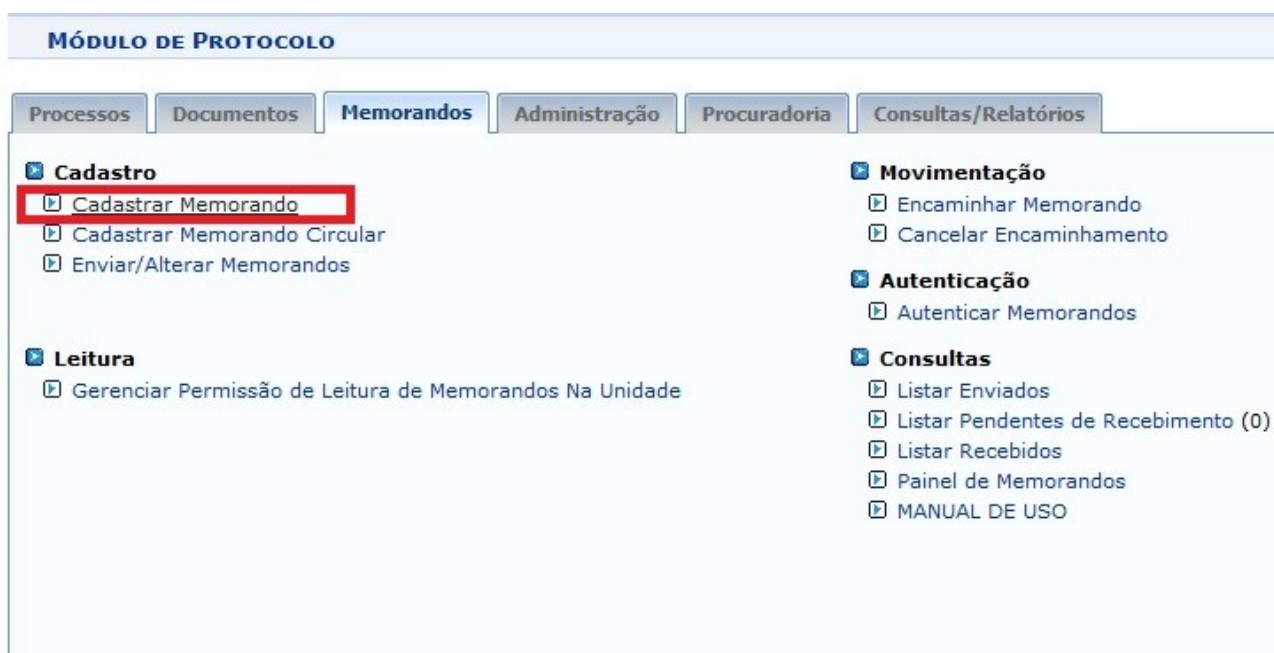 MÓDULO DE PROTOCOLO
Processos Documentos Memorandos Administração Procuradoria Consultas/Relatórios
Cadastro
Cadastrar Memorando
Cadastrar Memorando Circular
Enviar/Alterar Memorandos
Leitura
Gerenciar Permissão de Leitura de Memorandos Na Unidade
Movimentação
Encaminhar Memorando
Cancelar Encaminhamento
Autenticação
Autenticar Memorandos
Consultas
Listar Enviados
Listar Pendentes de Recebimento (0)
Listar Recebidos
Painel de Memorandos
MANUAL DE USO